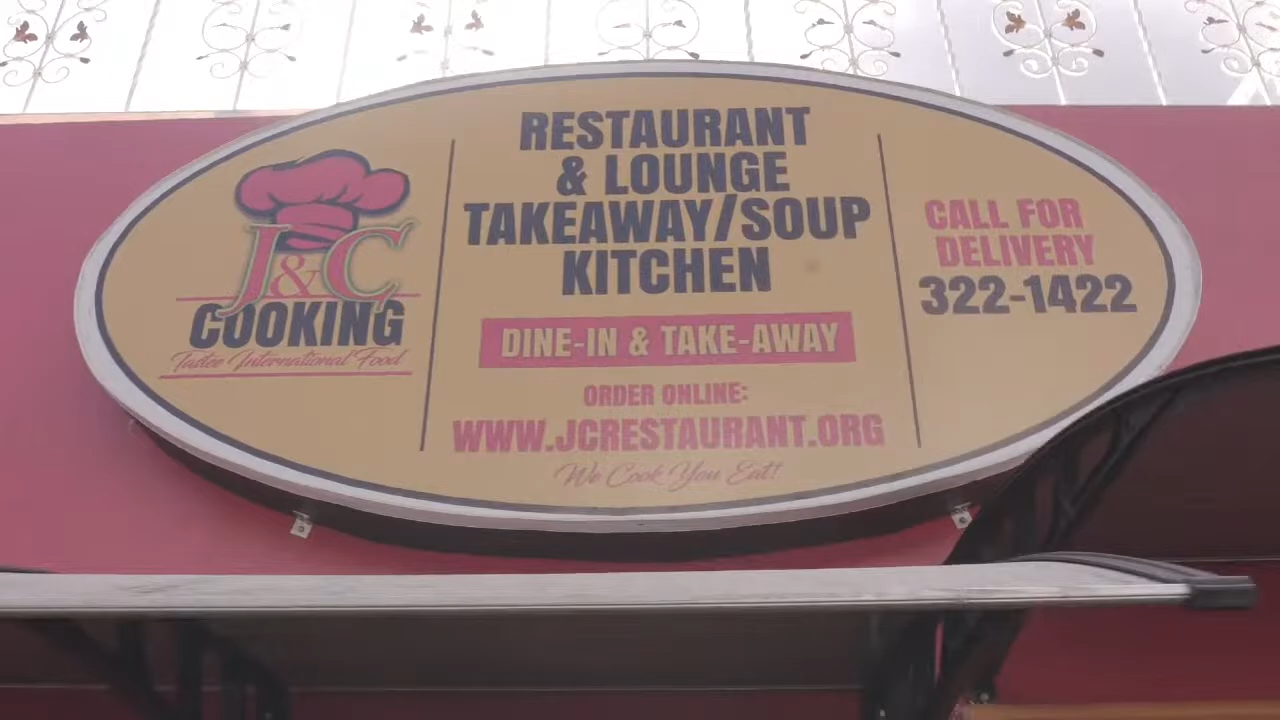 J&C
COOKING
Tastee International Food
RESTAURANT
& LOUNGE
TAKEAWAY/SOUP
KITCHEN
DINE-IN & TAKE-AWAY
ORDER ONLINE:
WWW.JCRESTAURANT.ORG
We Cook You Eat!
CALL FOR
DELIVERY
322-1422